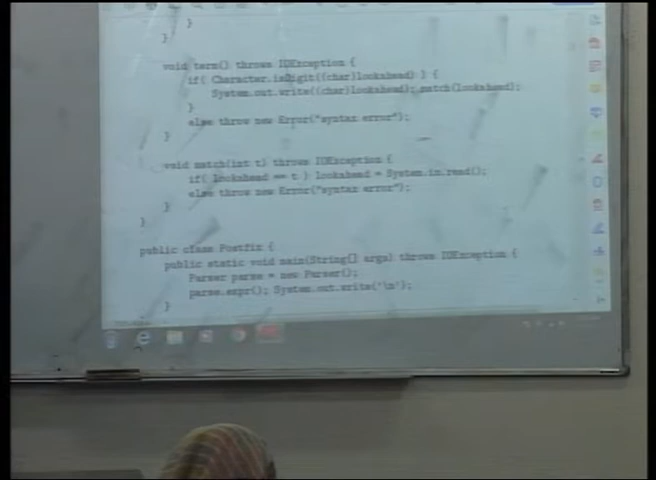 }
}
void term() throws IOException {
if( Character.isDigit((char)lookahead) ) {
System.out.write((char)lookahead); match(lookahead);
}
else throw new Error("syntax error");
}
void match(int t) throws IOException {
if( lookahead == t ) lookahead = System.in.read();
else throw new Error("syntax error");
}
}
public class Postfix {
public static void main(String[] args) throws IOException {
Parser parse = new Parser();
parse.expr(); System.out.write('\n');
}